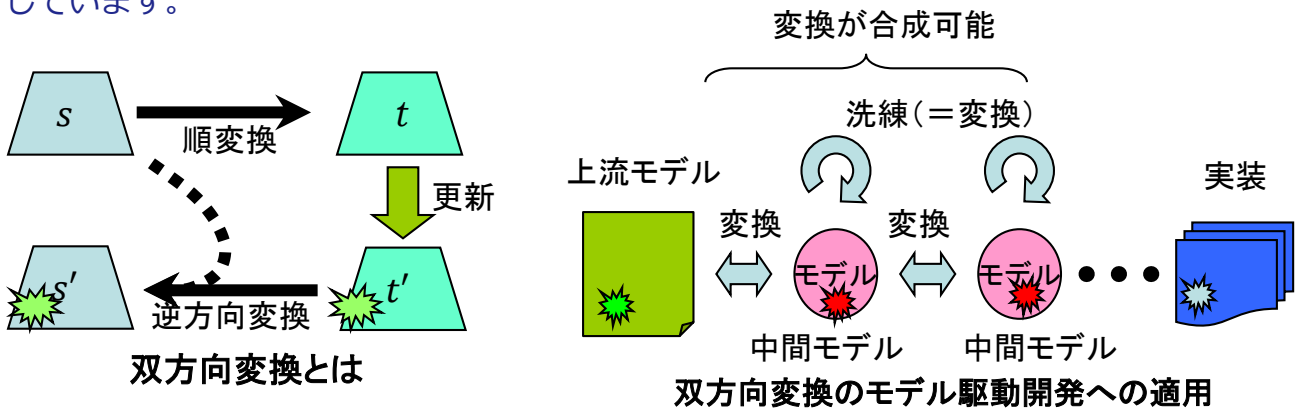 しています。
s
順変換
t
更新
s′
逆方向変換
t′
双方向変換とは
変換が合成可能
洗練（＝変換）
上流モデル
変換
モデル
中間モデル
変換
モデル
中間モデル
実装
双方向変換のモデル駆動開発への適用